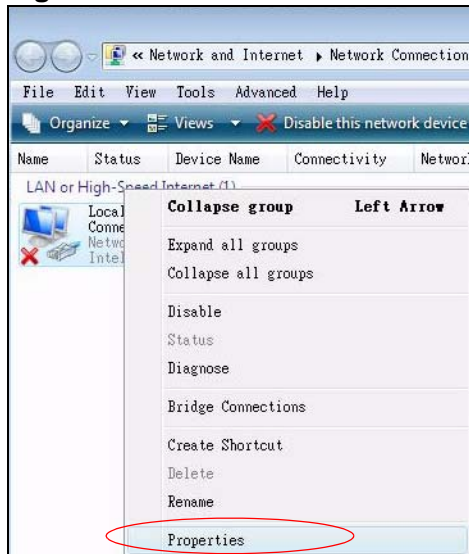 « Network and Internet ▸ Network Connection
File Edit View Tools Advanced Help
Organize Views Disable this network device
Name Status Device Name Connectivity Networ
LAN or High-Speed Internet (1)
Local
Conne
Netwo
Intel
Collapse group Left Arrow
Expand all groups
Collapse all groups
Disable
Status
Diagnose
Bridge Connections
Create Shortcut
Delete
Rename
Properties